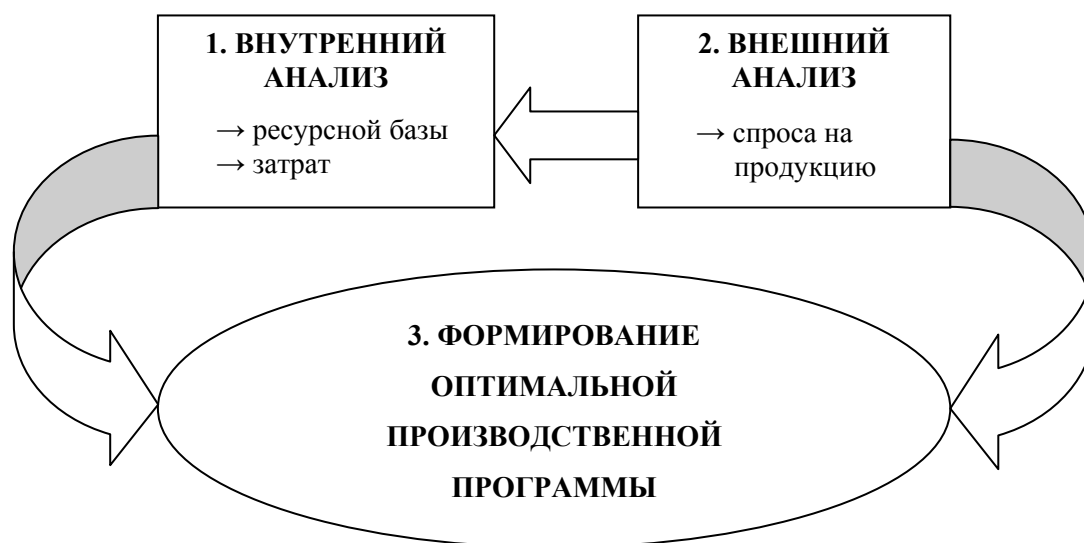 1. ВНУТРЕННИЙ
АНАЛИЗ
→ ресурсной базы
→ затрат
2. ВНЕШНИЙ
АНАЛИЗ
→ спроса на
продукцию
3. ФОРМИРОВАНИЕ
ОПТИМАЛЬНОЙ
ПРОИЗВОДСТВЕННОЙ
ПРОГРАММЫ